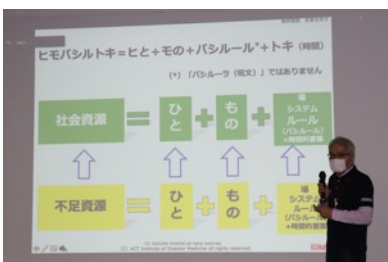 ヒモバシルトキ＝ヒと＋モの＋バシルール*＋トキ（時間）
(*) 「バシルーラ（呪文）」ではありません
社会資源 = ひと + もの + 場
システム
ルール
(バシルール)
+時間的要素
不足資源 = ひと + もの + 場
システム
ルール
(バシルール)
+時間的要素